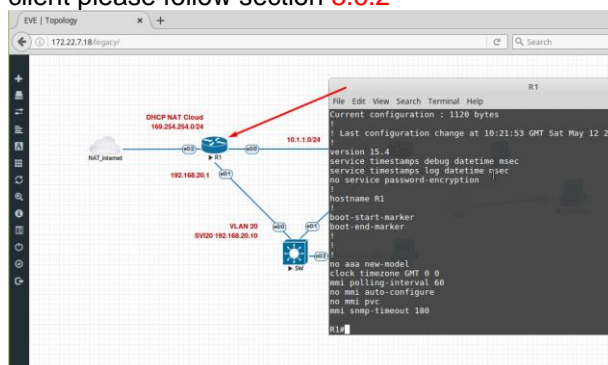 client please follow section 3.3.2
EVE | Topology
172.22.7.18/legacy/
Search
R1
File Edit View Search Terminal Help
Current configuration : 1120 bytes
!
! Last configuration change at 10:21:53 GMT Sat May 12 2
!
version 15.4
service timestamps debug datetime msec
service timestamps log datetime msec
no service password-encryption
!
hostname R1
!
boot-start-marker
boot-end-marker
!
!
!
no aaa new-model
clock timezone GMT 0 0
mmi polling-interval 60
no mmi auto-configure
no mmi pvc
mmi snmp-timeout 180
R1#
DHCP NAT Cloud
169.254.254.0/24
10.1.1.0/24
NAT_internet
e0/2
R1
e0/0
192.168.20.1
e0/1
VLAN 20
SVI20 192.168.20.10
e0/0
e0/1
SW